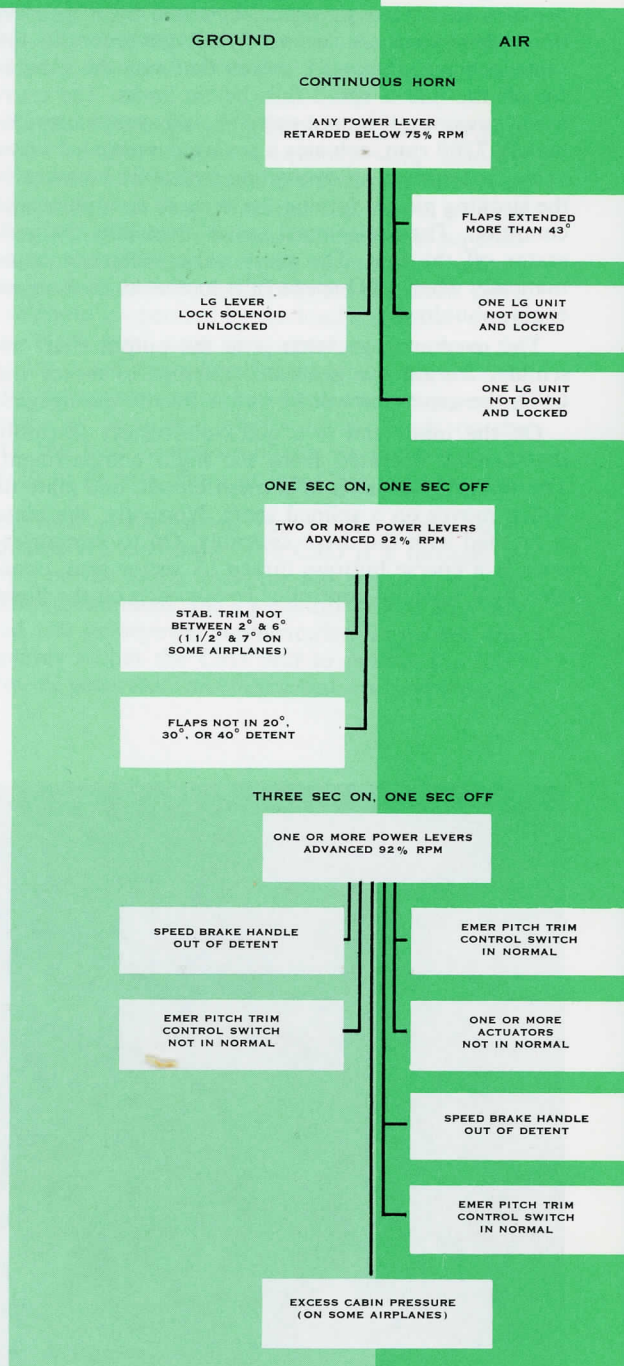 GROUND
AIR
CONTINUOUS HORN
ANY POWER LEVER
RETARDED BELOW 75% RPM
FLAPS EXTENDED
MORE THAN 43°
LG LEVER
LOCK SOLENOID
UNLOCKED
ONE LG UNIT
NOT DOWN
AND LOCKED
ONE LG UNIT
NOT DOWN
AND LOCKED
ONE SEC ON, ONE SEC OFF
TWO OR MORE POWER LEVERS
ADVANCED 92% RPM
STAB. TRIM NOT
BETWEEN 2° & 6°
(1 1/2° & 7° ON
SOME AIRPLANES)
FLAPS NOT IN 20°,
30°, OR 40° DETENT
THREE SEC ON, ONE SEC OFF
ONE OR MORE POWER LEVERS
ADVANCED 92% RPM
SPEED BRAKE HANDLE
OUT OF DETENT
EMER PITCH TRIM
CONTROL SWITCH
IN NORMAL
EMER PITCH TRIM
CONTROL SWITCH
NOT IN NORMAL
ONE OR MORE
ACTUATORS
NOT IN NORMAL
SPEED BRAKE HANDLE
OUT OF DETENT
EMER PITCH TRIM
CONTROL SWITCH
IN NORMAL
EXCESS CABIN PRESSURE
(ON SOME AIRPLANES)